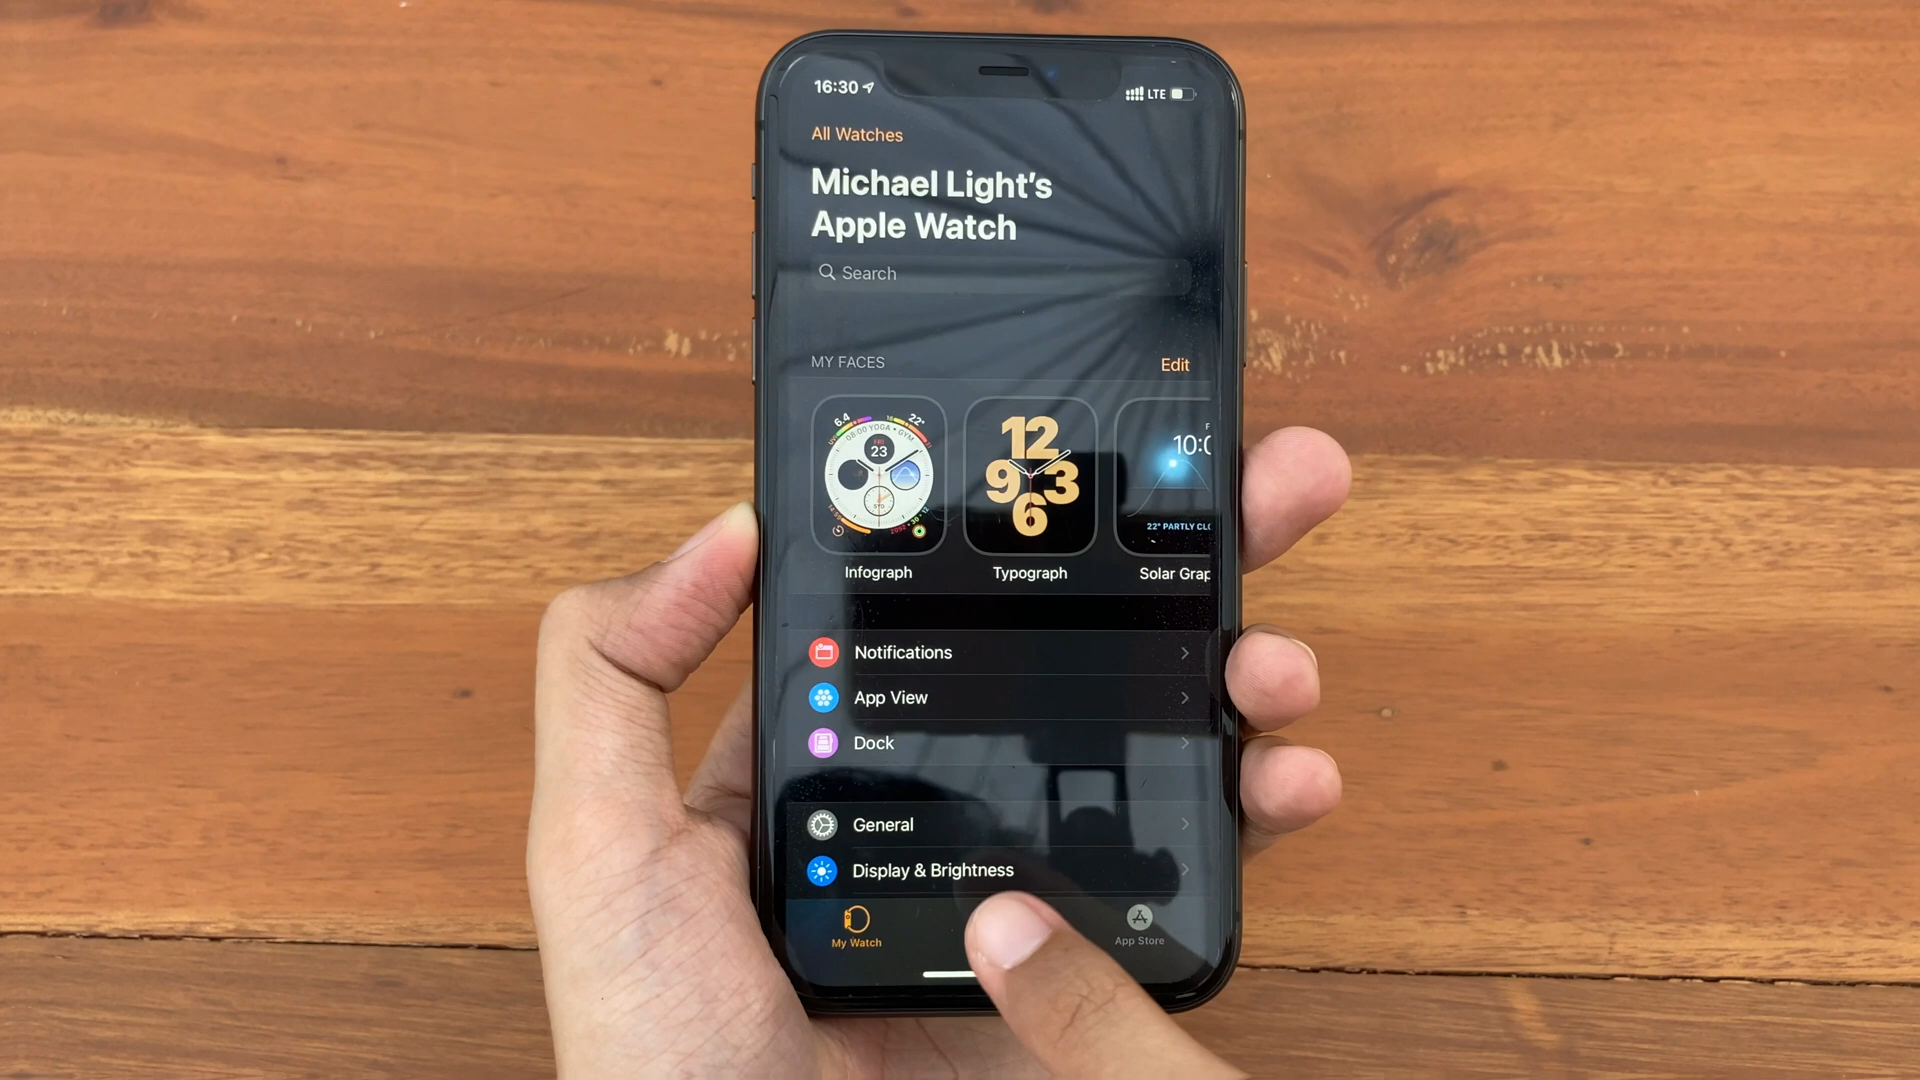 16:30
LTE
All Watches
Michael Light's
Apple Watch
Search
MY FACES
Edit
6.4
22°
08:00 YOGA • GYM
FRI
23
12
9
3
6
10:0
22° PARTLY CLO
Infograph
Typograph
Solar Grap
Notifications
App View
Dock
General
Display & Brightness
My Watch
App Store